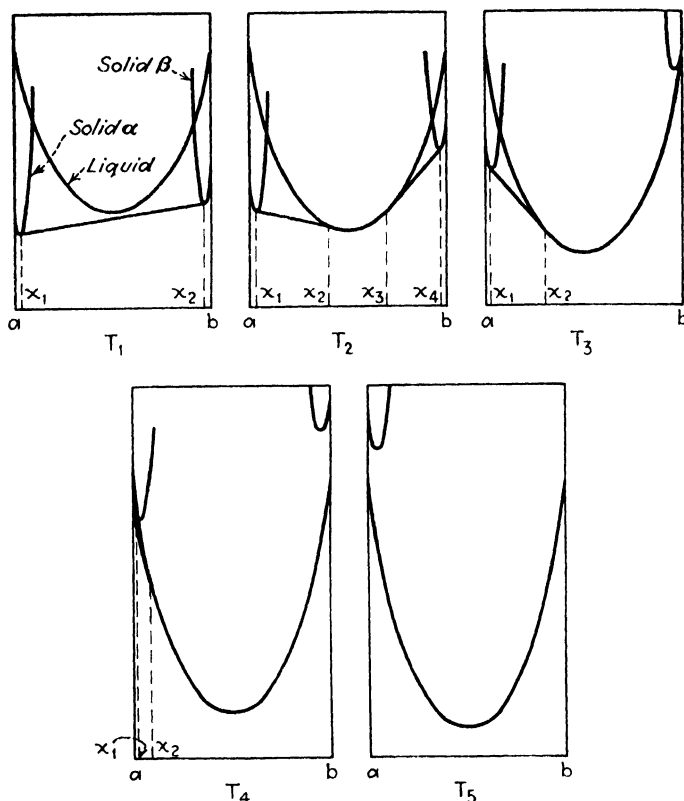 Solid β
Solid α
Liquid
x₁ x₂
a b
T₁
x₁ x₂ x₃ x₄
a b
T₂
x₁ x₂
a b
T₃
x₁ x₂
a b
T₄
a b
T₅